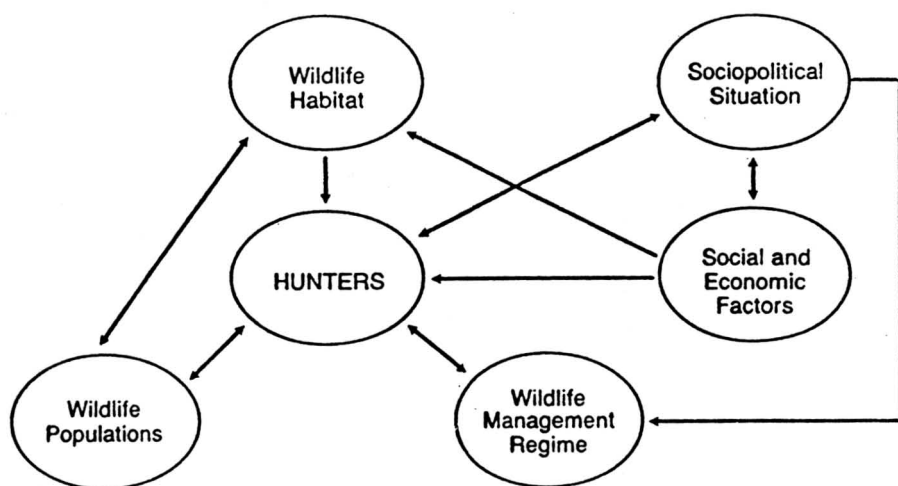 Wildlife
Habitat
Sociopolitical
Situation
HUNTERS
Social and
Economic
Factors
Wildlife
Populations
Wildlife
Management
Regime